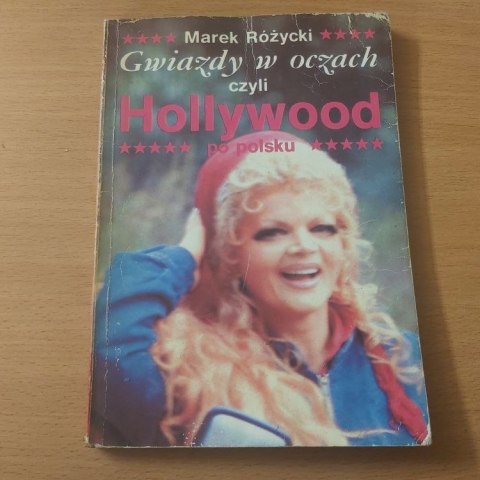 Marek Różycki
Gwiazdy w oczach
czyli
Hollywood
po polsku